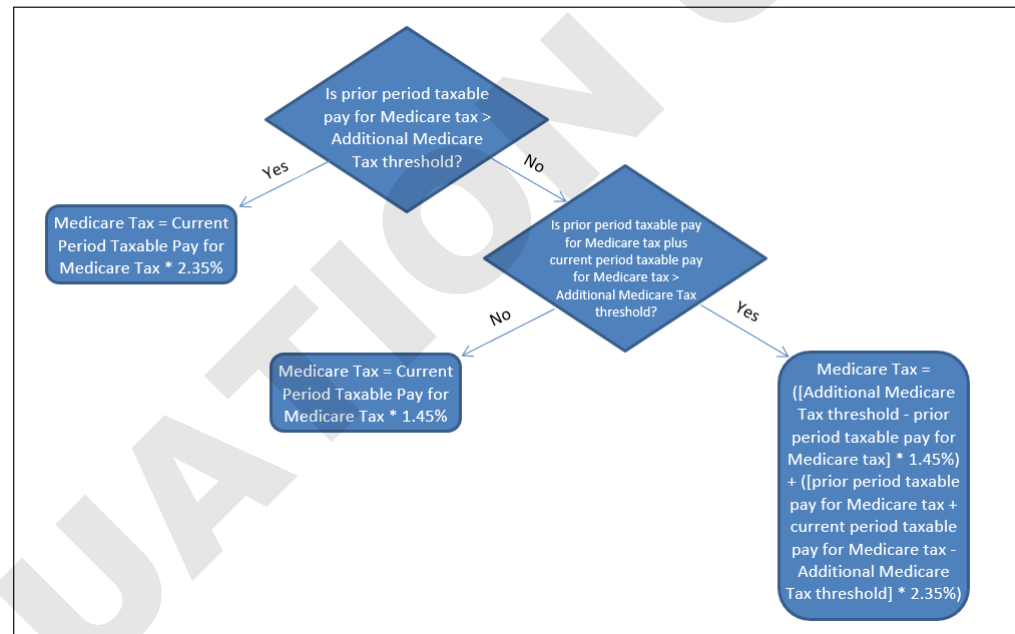 Is prior period taxable
pay for Medicare tax >
Additional Medicare
Tax threshold?
Yes
No
Medicare Tax = Current
Period Taxable Pay for
Medicare Tax * 2.35%
Is prior period taxable pay
for Medicare tax plus
current period taxable pay
for Medicare tax >
Additional Medicare Tax
threshold?
No
Yes
Medicare Tax = Current
Period Taxable Pay for
Medicare Tax * 1.45%
Medicare Tax =
([Additional Medicare
Tax threshold - prior
period taxable pay for
Medicare tax] * 1.45%)
+ ([prior period taxable
pay for Medicare tax +
current period taxable
pay for Medicare tax -
Additional Medicare
Tax threshold] * 2.35%)
UATION